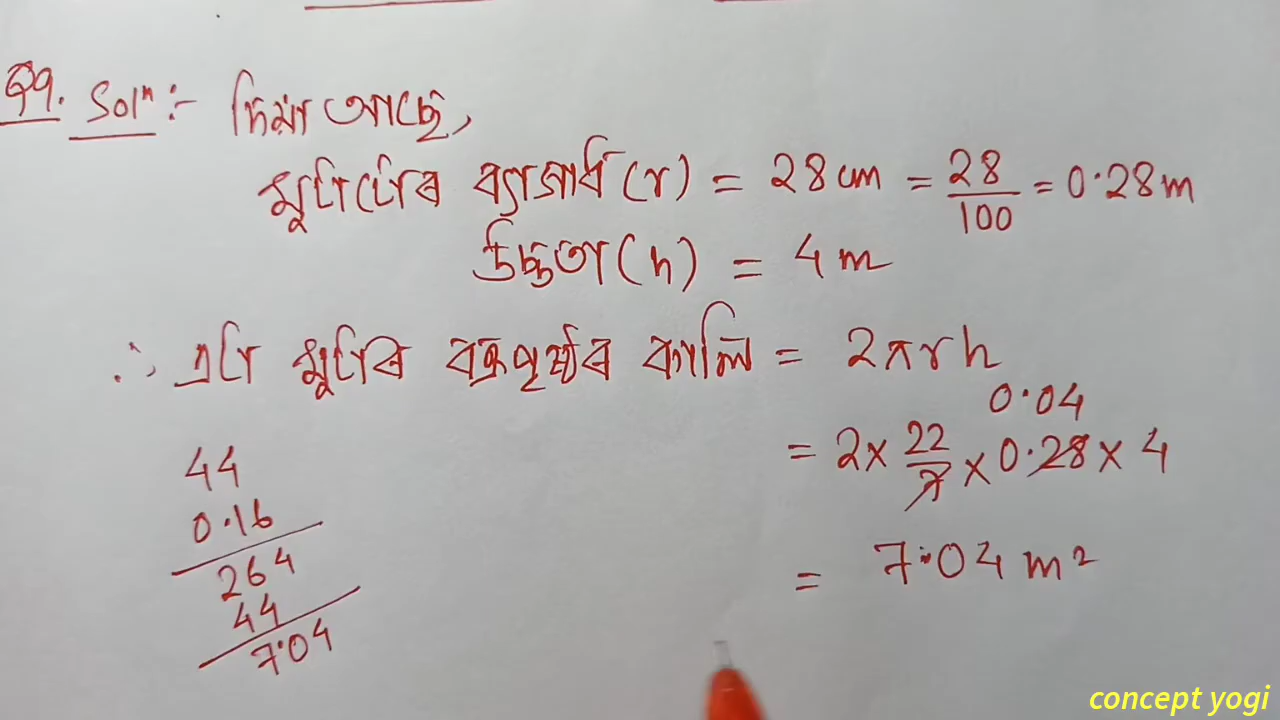 Q9. Solⁿ :- দিয়া আছে,
খুটাটোৰ ব্যাসার্ধ (r) = 28 cm = 28/100 = 0.28 m
উচ্চতা (h) = 4 m
∴ এটা খুটাৰ বক্রপৃষ্ঠৰ কালি = 2πrh
0.04
= 2 × 22/7 × 0.28 × 4
= 7.04 m²
44
0.16
264
44
7.04
concept yogi